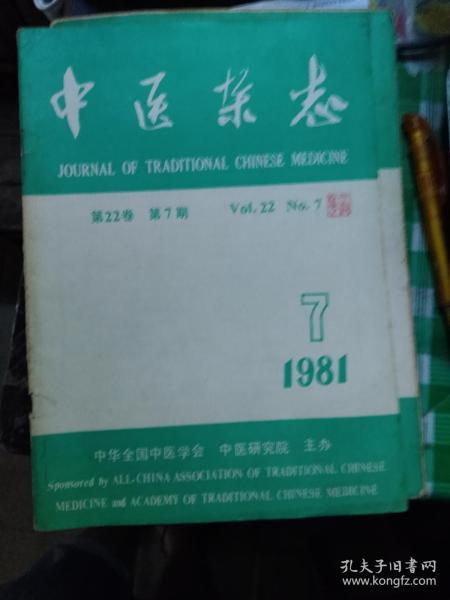 中医杂志
JOURNAL OF TRADITIONAL CHINESE MEDICINE
第22卷 第7期 Vol. 22 No. 7
7
1981
中华全国中医学会 中医研究院 主办
Sponsored by ALL-CHINA ASSOCIATION OF TRADITIONAL CHINESE
MEDICINE and ACADEMY OF TRADITIONAL CHINESE MEDICINE
孔夫子旧书网
www.kongfz.com